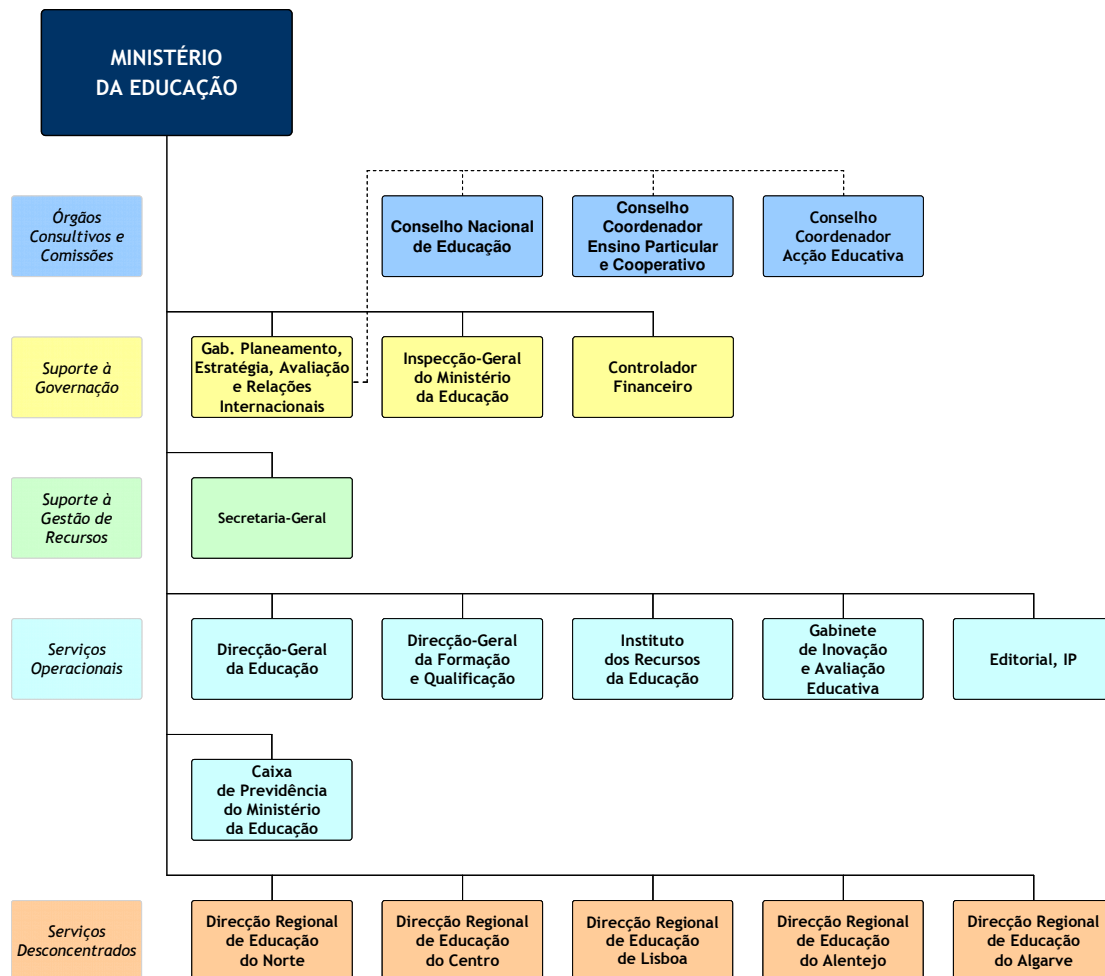 MINISTÉRIO
DA EDUCAÇÃO
Órgãos
Consultivos e
Comissões
Conselho Nacional
de Educação
Conselho
Coordenador
Ensino Particular
e Cooperativo
Conselho
Coordenador
Acção Educativa
Suporte à
Governação
Gab. Planeamento,
Estratégia, Avaliação
e Relações
Internacionais
Inspecção-Geral
do Ministério
da Educação
Controlador
Financeiro
Suporte à
Gestão de
Recursos
Secretaria-Geral
Serviços
Operacionais
Direcção-Geral
da Educação
Direcção-Geral
da Formação
e Qualificação
Instituto
dos Recursos
da Educação
Gabinete
de Inovação
e Avaliação
Educativa
Editorial, IP
Caixa
de Previdência
do Ministério
da Educação
Serviços
Desconcentrados
Direcção Regional
de Educação
do Norte
Direcção Regional
de Educação
do Centro
Direcção Regional
de Educação
de Lisboa
Direcção Regional
de Educação
do Alentejo
Direcção Regional
de Educação
do Algarve